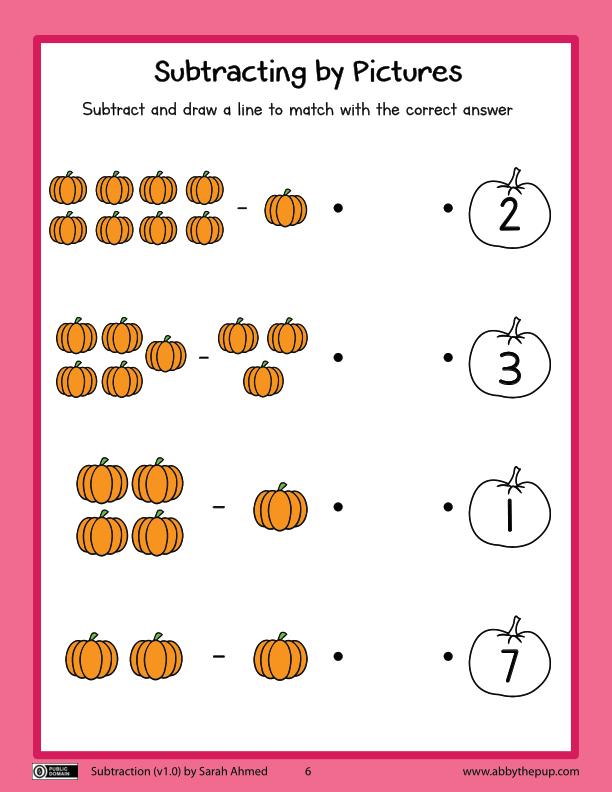 Subtracting by Pictures
Subtract and draw a line to match with the correct answer
- 2
- 3
- 1
- 7
0 PUBLIC DOMAIN Subtraction (v1.0) by Sarah Ahmed 6 www.abbythepup.com